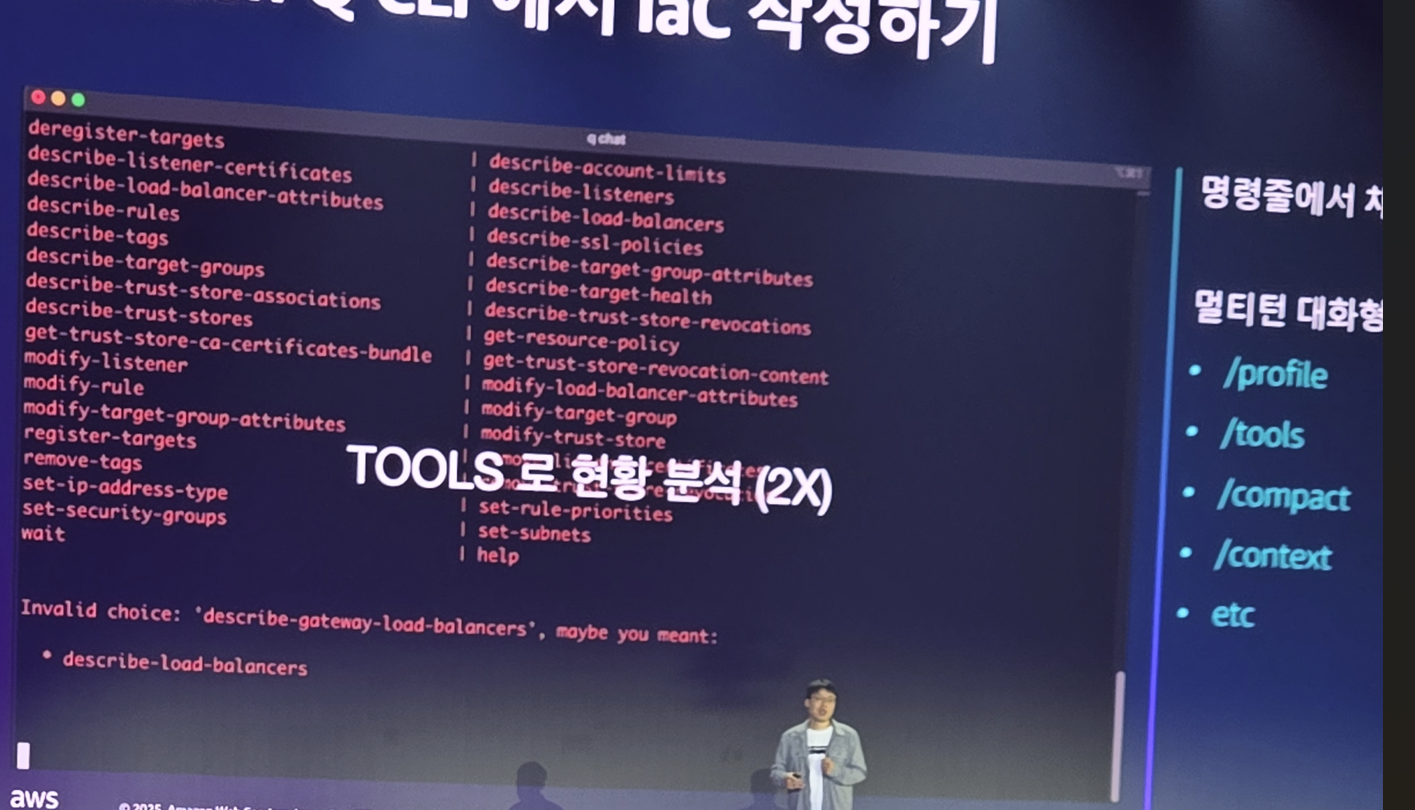 Q CLI 에서 IaC 작성하기
q chat
deregister-targets
describe-listener-certificates | describe-account-limits
describe-load-balancer-attributes | describe-listeners
describe-rules | describe-load-balancers
describe-tags | describe-ssl-policies
describe-target-groups | describe-target-group-attributes
describe-trust-store-associations | describe-target-health
describe-trust-stores | describe-trust-store-revocations
get-trust-store-ca-certificates-bundle | get-resource-policy
modify-listener | get-trust-store-revocation-content
modify-rule | modify-load-balancer-attributes
modify-target-group-attributes | modify-target-group
register-targets | modify-trust-store
remove-tags
set-ip-address-type
set-security-groups | set-rule-priorities
wait | set-subnets
| help
TOOLS 로 현황 분석 (2X)
Invalid choice: 'describe-gateway-load-balancers', maybe you meant:
* describe-load-balancers
명령줄에서
멀티턴 대화형
• /profile
• /tools
• /compact
• /context
• etc
aws
© 2025, Amazon Web